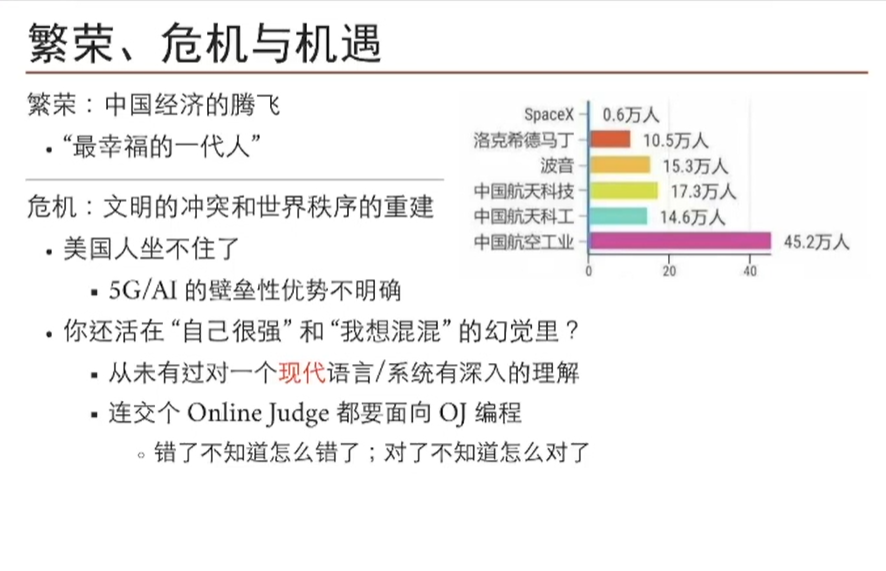 繁荣、危机与机遇
繁荣：中国经济的腾飞
• “最幸福的一代人”
危机：文明的冲突和世界秩序的重建
• 美国人坐不住了
▪ 5G/AI 的壁垒性优势不明确
• 你还活在 “自己很强” 和 “我想混混” 的幻觉里？
▪ 从未有过对一个现代语言/系统有深入的理解
▪ 连交个 Online Judge 都要面向 OJ 编程
◦ 错了不知道怎么错了；对了不知道怎么对了
SpaceX 0.6万人
洛克希德马丁 10.5万人
波音 15.3万人
中国航天科技 17.3万人
中国航天科工 14.6万人
中国航空工业 45.2万人
0 20 40